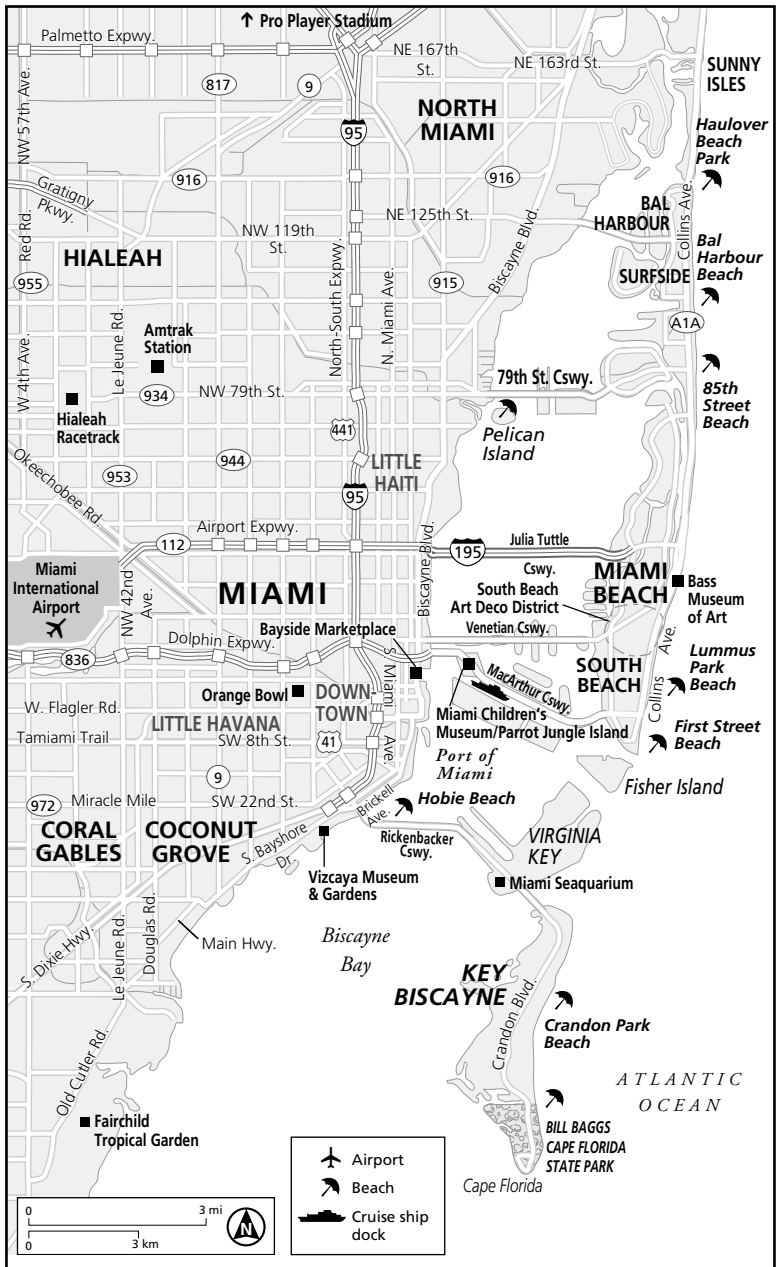 ↑ Pro Player Stadium
Palmetto Expwy.
NE 167th
St.
NE 163rd St.
SUNNY
ISLES
NW 57th Ave.
817
9
95
NORTH
MIAMI
Haulover
Beach
Park
Gratigny
Pkwy.
916
916
BAL
HARBOUR
Collins Ave.
NE 125th St.
NW 119th
St.
Red Rd.
HIALEAH
955
North-South Expwy.
N. Miami Ave.
915
Biscayne Blvd.
SURFSIDE
Bal
Harbour
Beach
A1A
Amtrak
Station
Le Jeune Rd.
W 4th Ave.
934
NW 79th St.
79th St. Cswy.
85th
Street
Beach
Hialeah
Racetrack
441
Pelican
Island
944
953
LITTLE
HAITI
Okeechobee Rd.
95
Airport Expwy.
112
Biscayne Blvd.
195
Julia Tuttle
Cswy.
Miami
International
Airport
NW 42nd
Ave.
MIAMI
MIAMI
BEACH
Bass
Museum
of Art
South Beach
Art Deco District
Venetian Cswy.
Dolphin Expwy.
Bayside Marketplace
836
S. Miami
Ave.
SOUTH
BEACH
Collins
Ave.
Lummus
Park
Beach
MacArthur Cswy.
Orange Bowl
DOWN-
TOWN
W. Flagler Rd.
LITTLE HAVANA
Tamiami Trail
SW 8th St.
41
Miami Children's
Museum/Parrot Jungle Island
Port of
Miami
First Street
Beach
Fisher Island
9
972
Miracle Mile
SW 22nd St.
Brickell
Ave.
Hobie Beach
CORAL
GABLES
COCONUT
GROVE
S. Bayshore
Dr.
Rickenbacker
Cswy.
VIRGINIA
KEY
Vizcaya Museum
& Gardens
Miami Seaquarium
Le Jeune Rd.
Douglas Rd.
Main Hwy.
S. Dixie Hwy.
Biscayne
Bay
KEY
BISCAYNE
Crandon Blvd.
Crandon Park
Beach
Old Cutler Rd.
ATLANTIC
OCEAN
Fairchild
Tropical Garden
BILL BAGGS
CAPE FLORIDA
STATE PARK
Cape Florida
Airport
Beach
Cruise ship
dock
0
3 mi
0
3 km
N